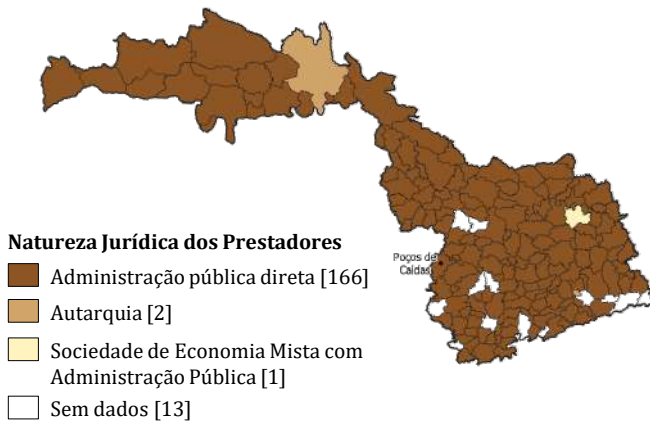 Poços de
Caldas
Natureza Jurídica dos Prestadores
Administração pública direta [166]
Autarquia [2]
Sociedade de Economia Mista com
Administração Pública [1]
Sem dados [13]